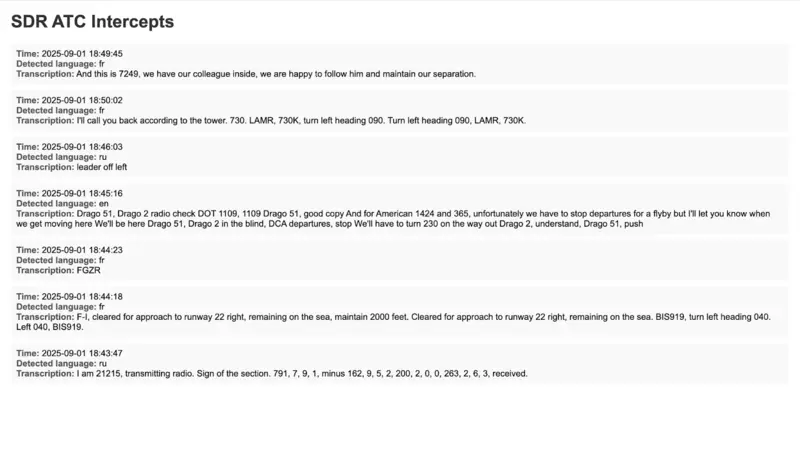 SDR ATC Intercepts
Time: 2025-09-01 18:49:45
Detected language: fr
Transcription: And this is 7249, we have our colleague inside, we are happy to follow him and maintain our separation.
Time: 2025-09-01 18:50:02
Detected language: fr
Transcription: I'll call you back according to the tower. 730. LAMR, 730K, turn left heading 090. Turn left heading 090, LAMR, 730K.
Time: 2025-09-01 18:46:03
Detected language: ru
Transcription: leader off left
Time: 2025-09-01 18:45:16
Detected language: en
Transcription: Drago 51, Drago 2 radio check DOT 1109, 1109 Drago 51, good copy And for American 1424 and 365, unfortunately we have to stop departures for a flyby but I'll let you know when
we get moving here We'll be here Drago 51, Drago 2 in the blind, DCA departures, stop We'll have to turn 230 on the way out Drago 2, understand, Drago 51, push
Time: 2025-09-01 18:44:23
Detected language: fr
Transcription: FGZR
Time: 2025-09-01 18:44:18
Detected language: fr
Transcription: F-I, cleared for approach to runway 22 right, remaining on the sea, maintain 2000 feet. Cleared for approach to runway 22 right, remaining on the sea. BIS919, turn left heading 040.
Left 040, BIS919.
Time: 2025-09-01 18:43:47
Detected language: ru
Transcription: I am 21215, transmitting radio. Sign of the section. 791, 7, 9, 1, minus 162, 9, 5, 2, 200, 2, 0, 0, 263, 2, 6, 3, received.